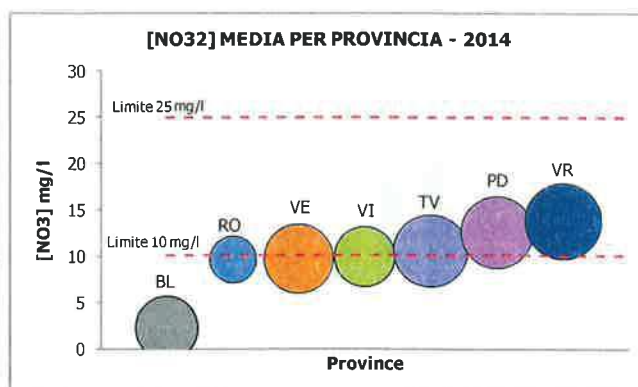 [NO32] MEDIA PER PROVINCIA - 2014
30
25
20
15
10
5
0
[NO3] mg/l
Limite 25 mg/l
Limite 10 mg/l
BL
RO
VE
VI
TV
PD
VR
Province